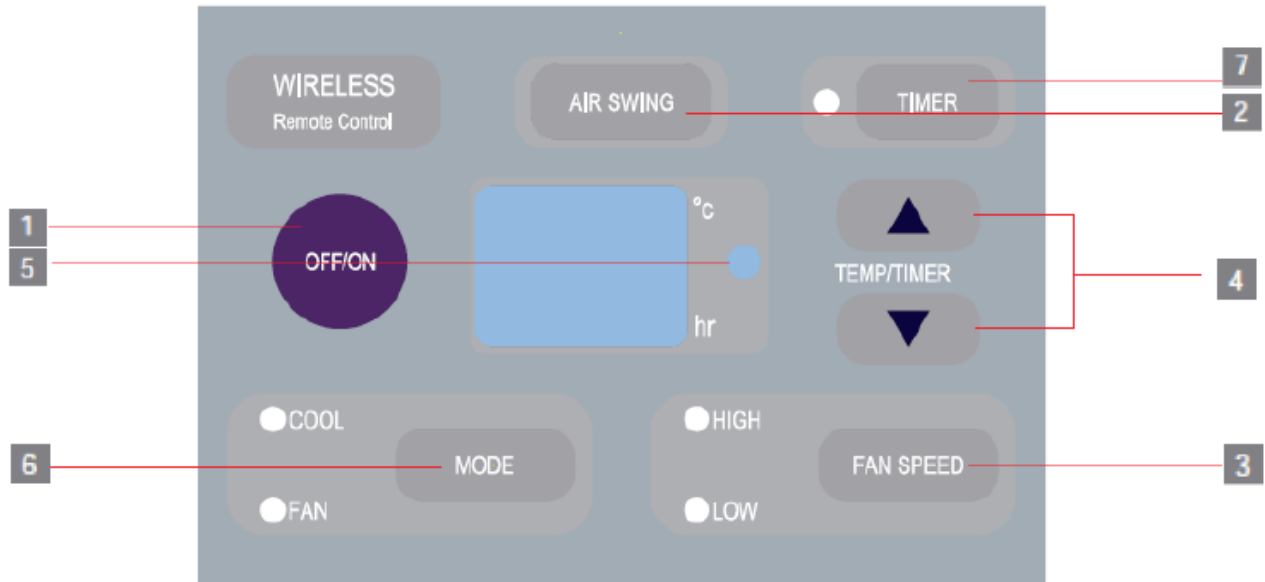 WIRELESS
Remote Control
AIR SWING
TIMER
7
2
1
5
OFF/ON
°c
hr
TEMP/TIMER
4
COOL
MODE
FAN
6
HIGH
FAN SPEED
LOW
3